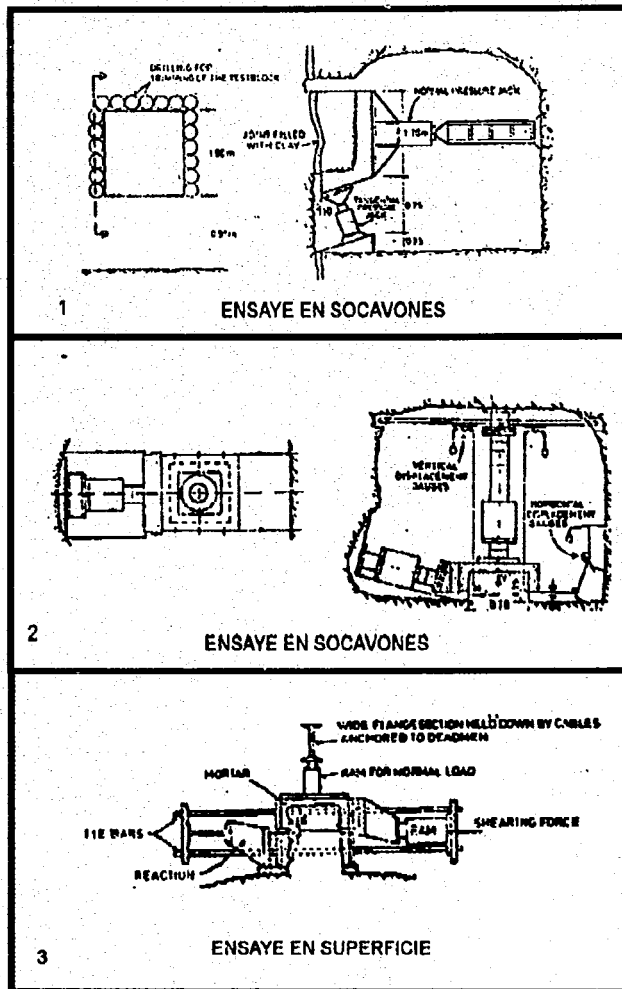 DRILLING FOR
TRIMMING OF THE TESTBLOCK
NORMAL PRESSURE JACK
JOINT FILLED
WITH CLAY
TANGENTIAL
PRESSURE
JACK
1
ENSAYE EN SOCAVONES
VERTICAL
DISPLACEMENT
GAUGES
HORIZONTAL
DISPLACEMENT
GAUGES
2
ENSAYE EN SOCAVONES
WIDE FLANGE SECTION HELD DOWN BY CABLES
ANCHORED TO DEADMEN
MORTAR
RAM FOR NORMAL LOAD
TIE BARS
RAM
SHEARING FORCE
REACTION
3
ENSAYE EN SUPERFICIE